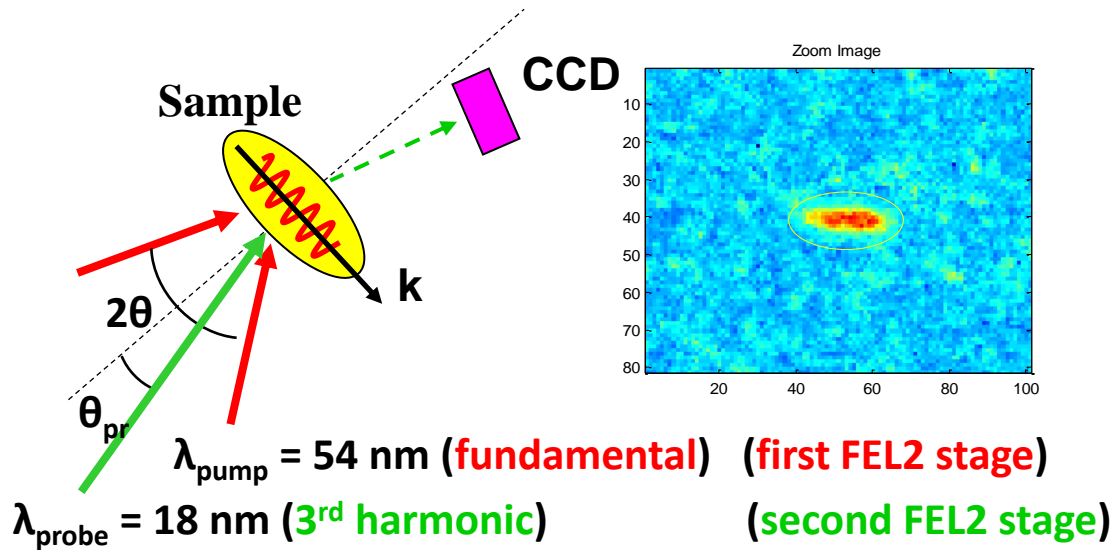 Sample
CCD
k
2θ
θpr
Zoom Image
10
20
30
40
50
60
70
80
20 40 60 80 100
λpump = 54 nm (fundamental) (first FEL2 stage)
λprobe = 18 nm (3rd harmonic) (second FEL2 stage)